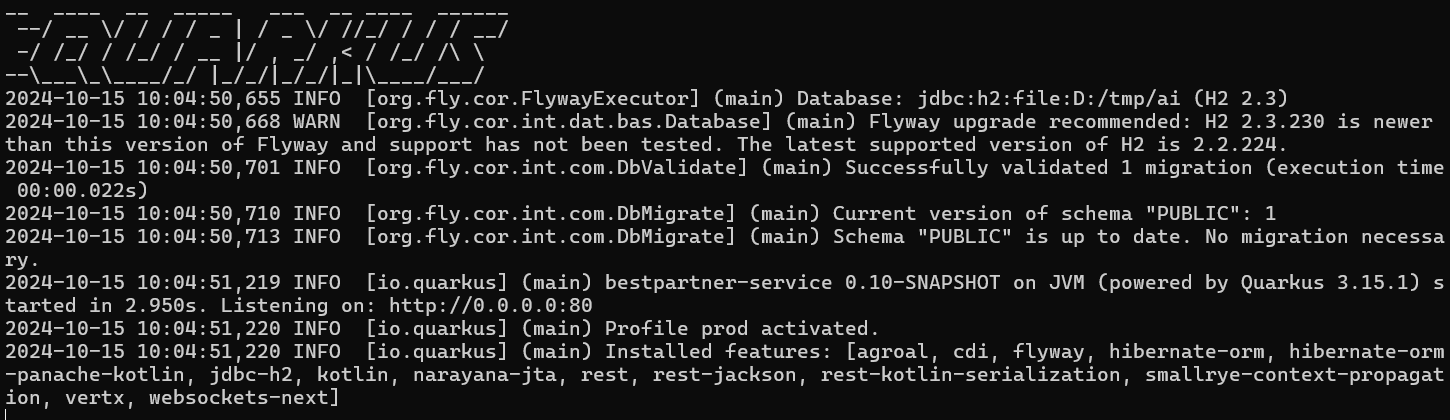 __  ____  __  _____   ___  __ ____  ______
 --/ __ \/ / / / _ | / _ \/ //_/ / / / __/
 -/ /_/ / /_/ / __ |/ , _/ ,< / /_/ /\ \
--\___\_\____/_/ |_/_/|_/_/|_|\____/___/
2024-10-15 10:04:50,655 INFO  [org.fly.cor.FlywayExecutor] (main) Database: jdbc:h2:file:D:/tmp/ai (H2 2.3)
2024-10-15 10:04:50,668 WARN  [org.fly.cor.int.dat.bas.Database] (main) Flyway upgrade recommended: H2 2.3.230 is newer
than this version of Flyway and support has not been tested. The latest supported version of H2 is 2.2.224.
2024-10-15 10:04:50,701 INFO  [org.fly.cor.int.com.DbValidate] (main) Successfully validated 1 migration (execution time
 00:00.022s)
2024-10-15 10:04:50,710 INFO  [org.fly.cor.int.com.DbMigrate] (main) Current version of schema "PUBLIC": 1
2024-10-15 10:04:50,713 INFO  [org.fly.cor.int.com.DbMigrate] (main) Schema "PUBLIC" is up to date. No migration necessa
ry.
2024-10-15 10:04:51,219 INFO  [io.quarkus] (main) bestpartner-service 0.10-SNAPSHOT on JVM (powered by Quarkus 3.15.1) s
tarted in 2.950s. Listening on: http://0.0.0.0:80
2024-10-15 10:04:51,220 INFO  [io.quarkus] (main) Profile prod activated.
2024-10-15 10:04:51,220 INFO  [io.quarkus] (main) Installed features: [agroal, cdi, flyway, hibernate-orm, hibernate-orm
-panache-kotlin, jdbc-h2, kotlin, narayana-jta, rest, rest-jackson, rest-kotlin-serialization, smallrye-context-propagat
ion, vertx, websockets-next]